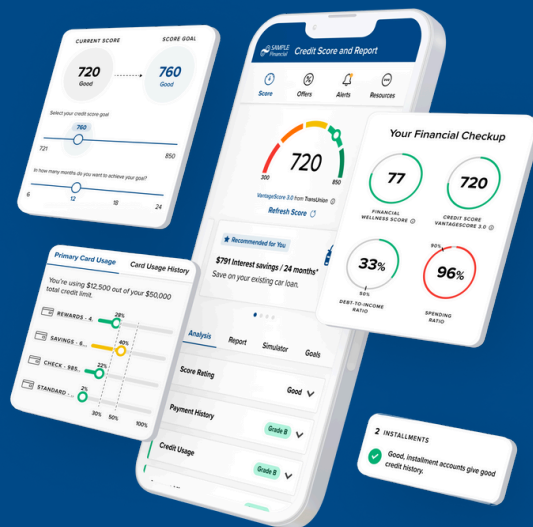 CURRENT SCORE
SCORE GOAL
720
Good
760
Good
Select your credit score goal
760
721
850
In how many months do you want to achieve your goal?
6
12
18
24
SAMPLE
Financial
Credit Score and Report
Score
Offers
Alerts
Resources
720
300
850
VantageScore 3.0 from TransUnion
Refresh Score
Recommended for You
$791 Interest savings / 24 months*
Save on your existing car loan.
Analysis
Report
Simulator
Goals
Score Rating
Good
Payment History
Grade B
Credit Usage
Grade B
Your Financial Checkup
77
FINANCIAL
WELLNESS SCORE
720
CREDIT SCORE
VANTAGESCORE 3.0
33%
50%
DEBT-TO-INCOME
RATIO
90%
96%
SPENDING
RATIO
Primary Card Usage
Card Usage History
You're using $12,500 out of your $50,000
total credit limit.
REWARDS - 4.
28%
SAVINGS - 6...
40%
CHECK - 985..
22%
STANDARD - ...
2%
30%
50%
100%
2 INSTALLMENTS
Good, installment accounts give good
credit history.